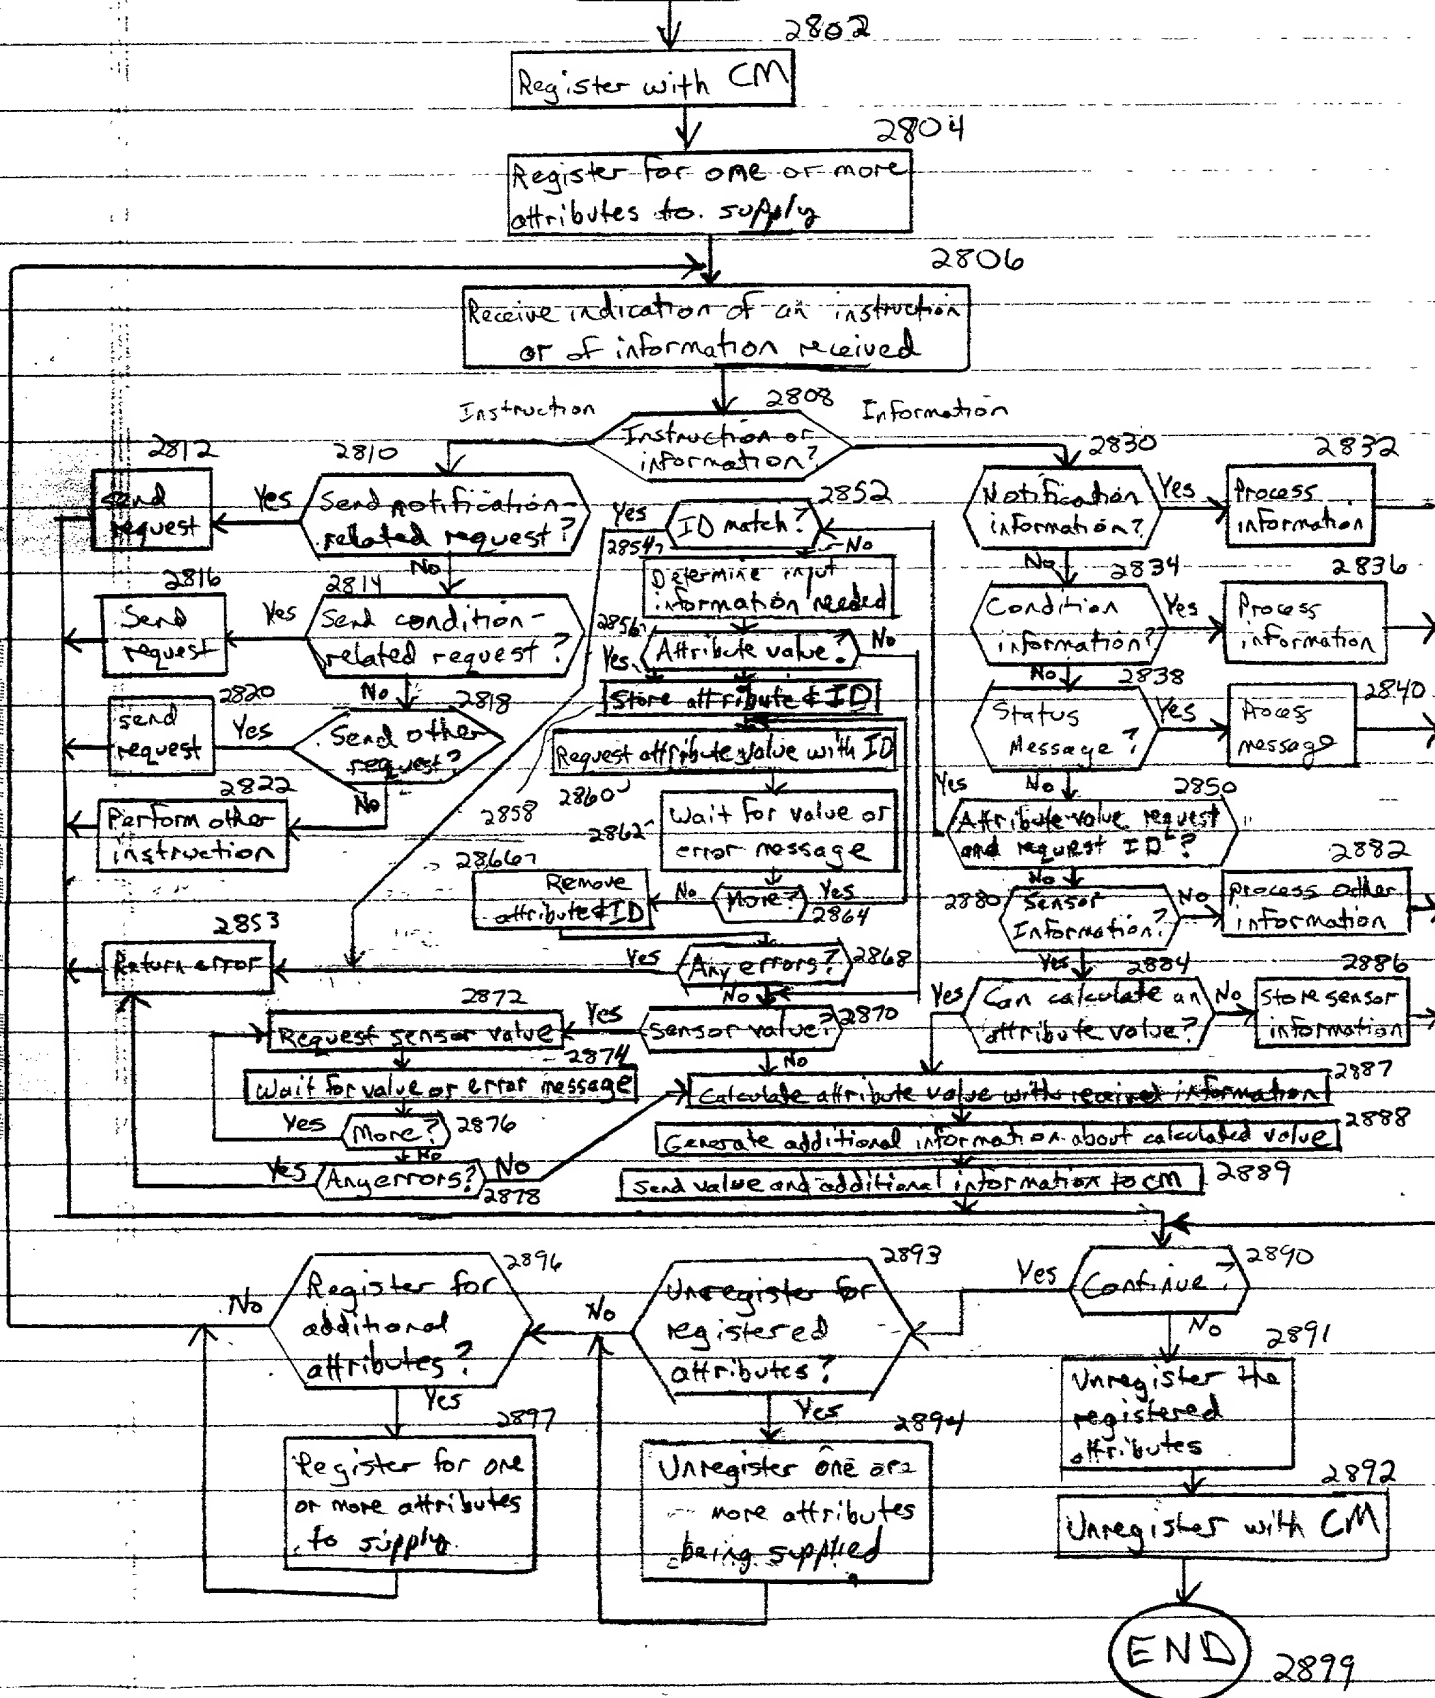 2802
Register with CM
2804
Register for one or more
attributes to supply
2806
Receive indication of an instruction
or of information received
2808
Instruction
Information
Instruction or
information?
2812
Send
request
Yes
2810
Send notification-
related request?
No
2816
Send
request
Yes
2814
Send condition-
related request?
No
2820
send
request
Yes
2818
Send other
request?
No
2822
Perform other
instruction
2852
Yes
ID match?
No
2854
Determine input
information needed
2856
Attribute value?
No
Yes
Store attribute & ID
2858
Request attribute value with ID
2860
Wait for value or
error message
2862
2866
Remove
attribute & ID
No
More?
Yes
2864
2853
Return error
Yes
Any errors?
2868
No
2872
Request sensor value
Yes
Sensor value?
2870
No
2874
Wait for value or error message
Yes
More?
2876
No
Yes
Any errors?
No
2878
2830
Notification
information?
Yes
2832
Process
information
No
2834
Condition
information?
Yes
2836
Process
information
No
2838
Status
Message?
Yes
2840
Process
message
No
2850
Yes
Attribute value request
and request ID?
No
2880
Sensor
Information?
No
2882
Process other
information
Yes
2884
Yes
Can calculate an
attribute value?
No
2886
Store sensor
information
2887
Calculate attribute value with received information
2888
Generate additional information about calculated value
2889
Send value and additional information to CM
2890
Continue?
Yes
No
2891
Unregister the
registered
attributes
2892
Unregister with CM
END
2899
2893
Unregister for
registered
attributes?
No
Yes
2894
Unregister one or
more attributes
being supplied
2896
Register for
additional
attributes?
No
Yes
2897
Register for one
or more attributes
to supply